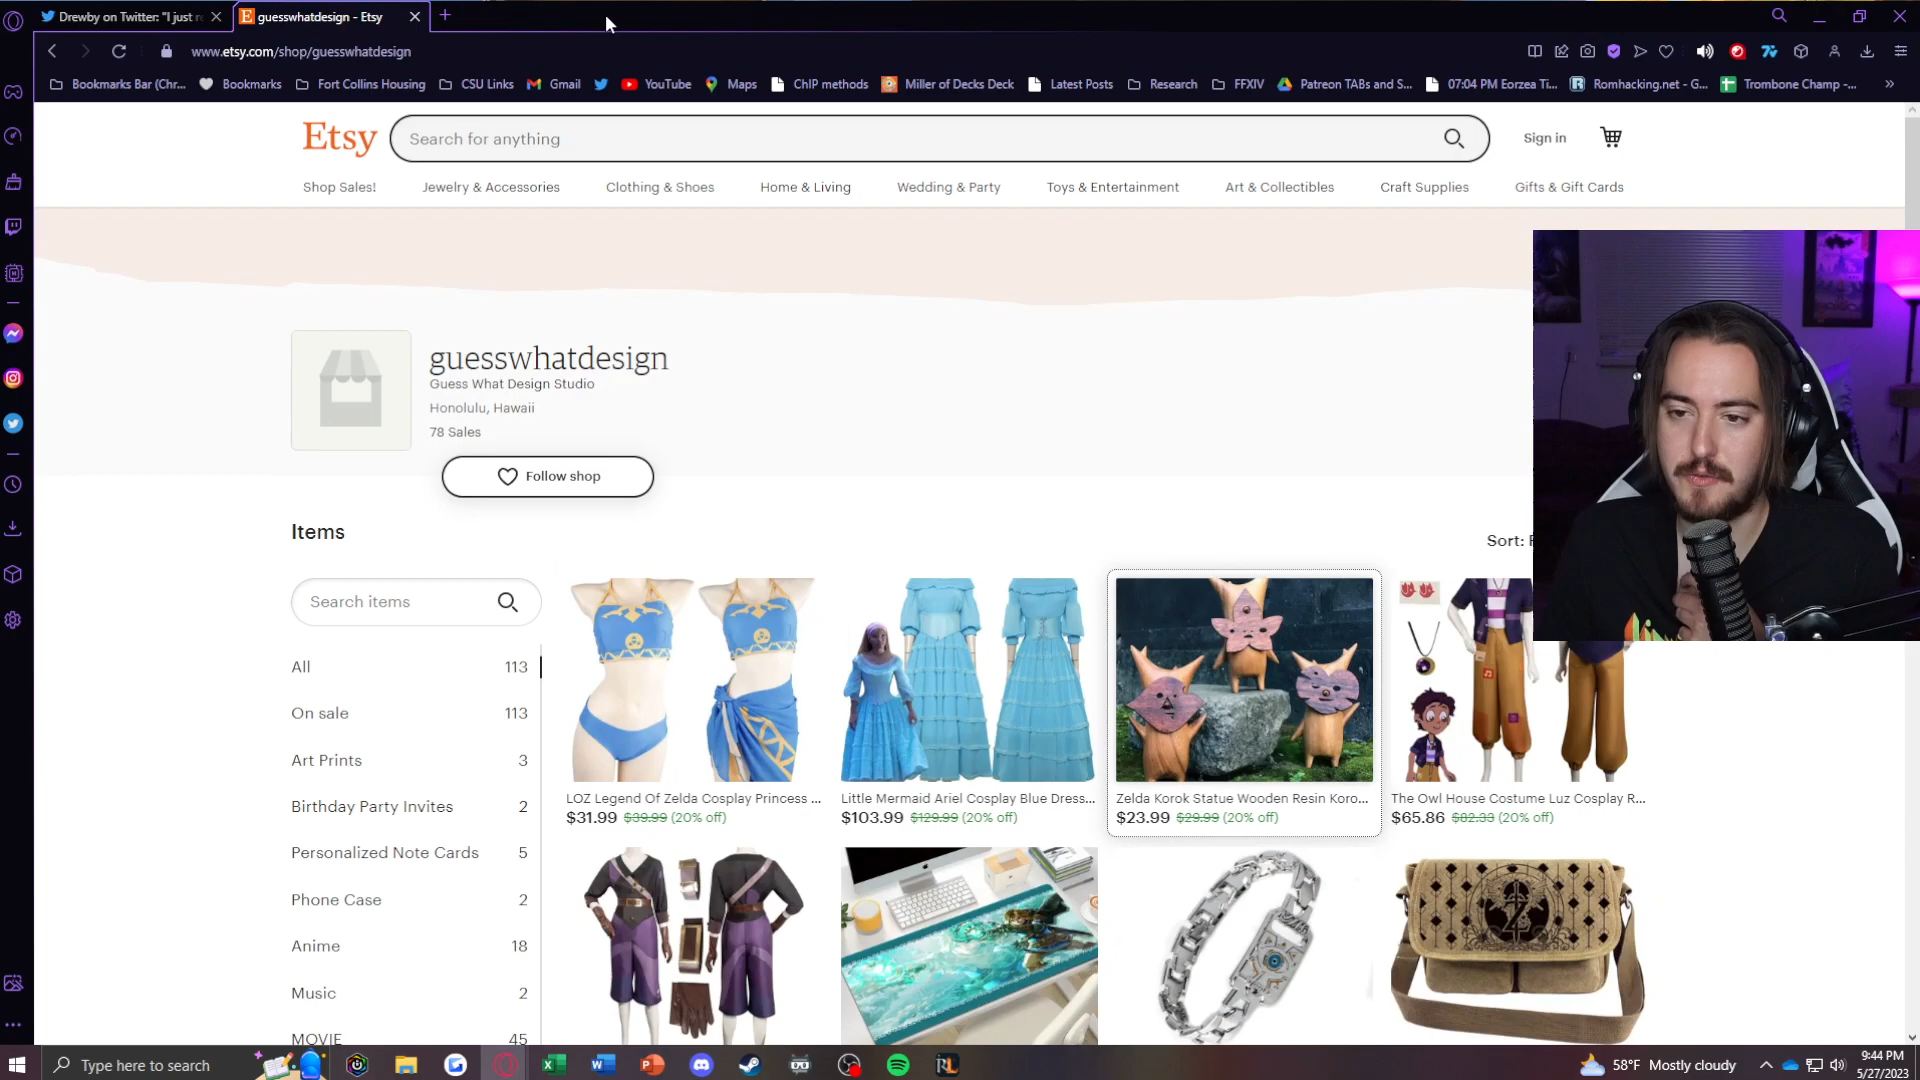 Drewby on Twitter: "I just r
guesswhatdesign - Etsy
www.etsy.com/shop/guesswhatdesign
Bookmarks Bar (Chr...
Bookmarks
Fort Collins Housing
CSU Links
Gmail
YouTube
Maps
ChIP methods
Miller of Decks Deck
Latest Posts
Research
FFXIV
Patreon TABs and S...
07:04 PM Eorzea Ti...
Romhacking.net - G...
Trombone Champ -...
Etsy
Search for anything
Sign in
Shop Sales!
Jewelry & Accessories
Clothing & Shoes
Home & Living
Wedding & Party
Toys & Entertainment
Art & Collectibles
Craft Supplies
Gifts & Gift Cards
guesswhatdesign
Guess What Design Studio
Honolulu, Hawaii
78 Sales
Follow shop
Items
Sort:
Search items
All 113
On sale 113
Art Prints 3
Birthday Party Invites 2
Personalized Note Cards 5
Phone Case 2
Anime 18
Music 2
MOVIE 45
LOZ Legend Of Zelda Cosplay Princess ...
$31.99 $39.99 (20% off)
Little Mermaid Ariel Cosplay Blue Dress...
$103.99 $129.99 (20% off)
Zelda Korok Statue Wooden Resin Koro...
$23.99 $29.99 (20% off)
The Owl House Costume Luz Cosplay R...
$65.86 $82.33 (20% off)
Type here to search
58°F Mostly cloudy
9:44 PM
5/27/2023